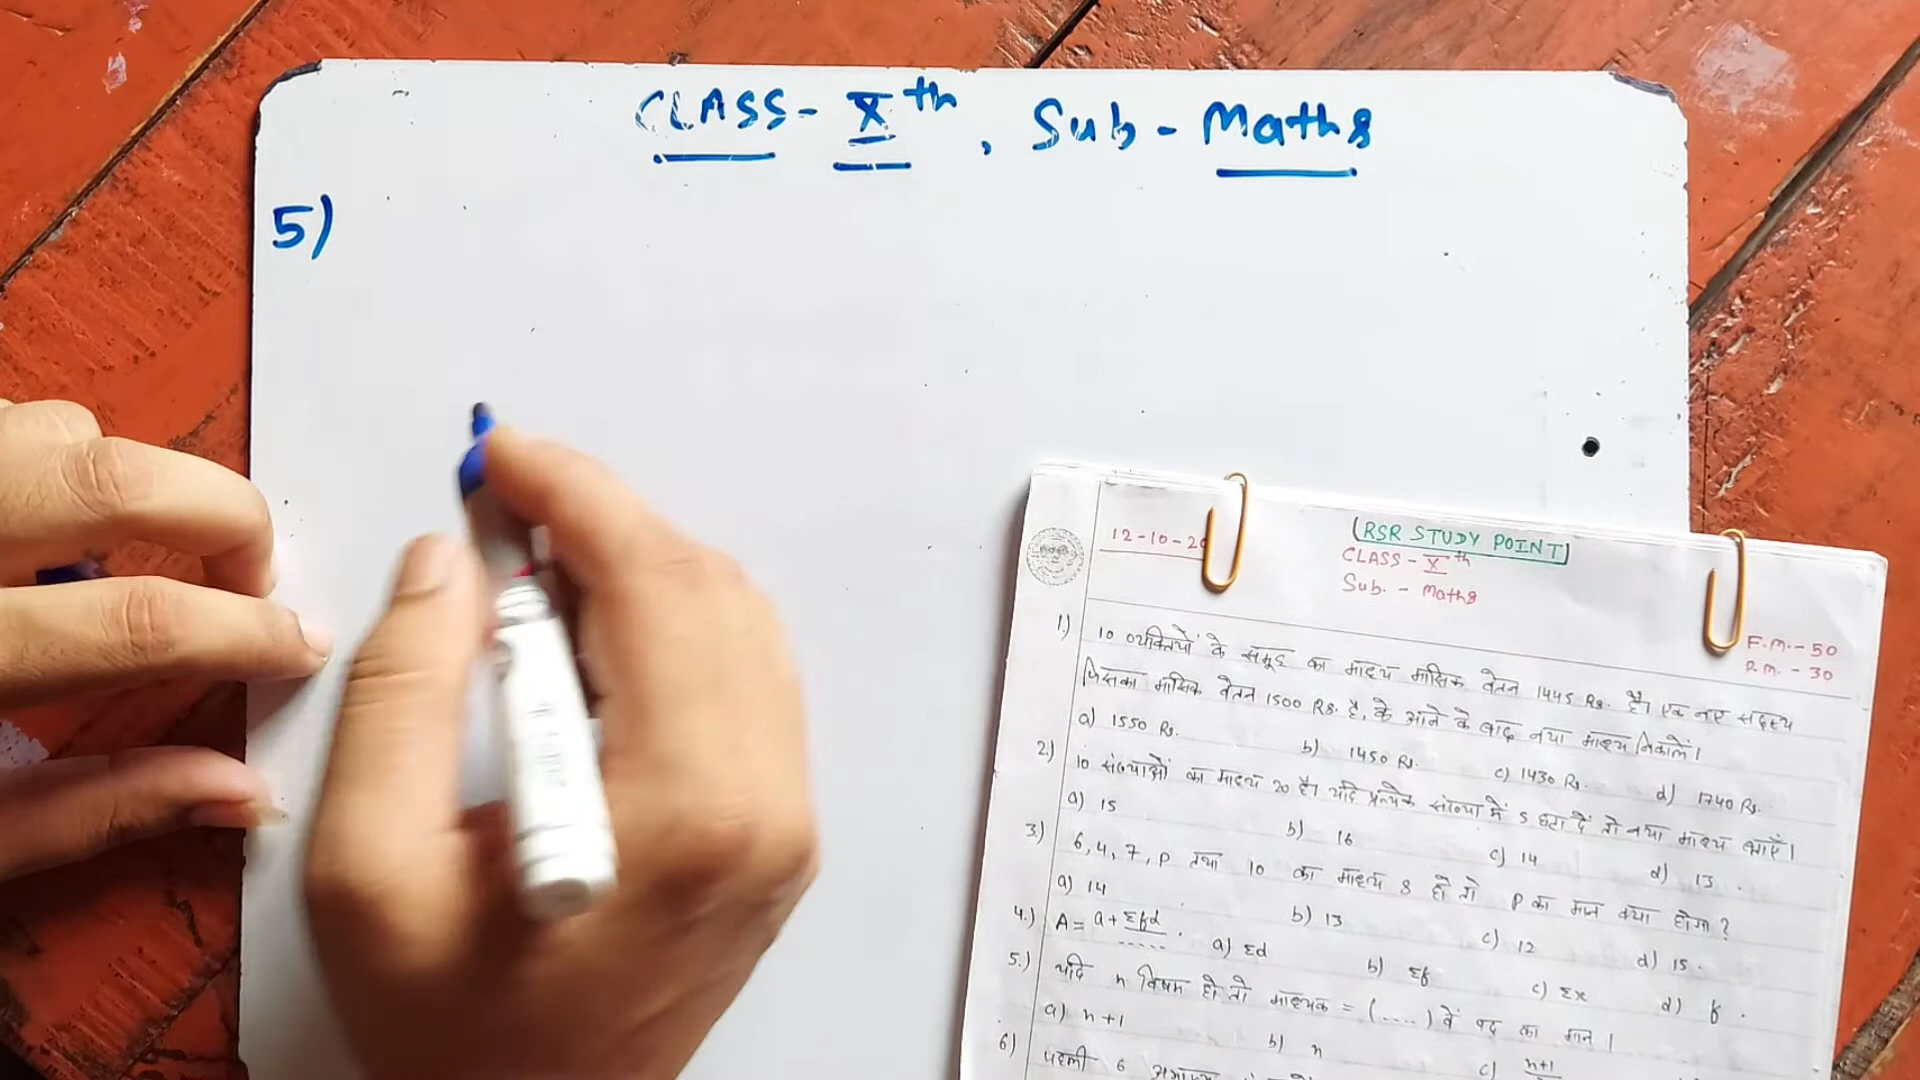 CLASS - Xth, Sub - Maths
5)
12-10-20
(RSR STUDY POINT)
CLASS - Xth
Sub. - Maths
F.M. - 50
P.M. - 30
1.) 10 व्यक्तियों के समूह का माध्य मासिक वेतन 1445 Rs. है। एक नए सदस्य
जिसका मासिक वेतन 1500 Rs. है, के आने के बाद नया माध्य निकालें।
a) 1550 Rs. b) 1450 Rs. c) 1430 Rs. d) 1740 Rs.
2.) 10 संख्याओं का माध्य 20 है। यदि प्रत्येक संख्या में 5 घटा दें तो नया माध्य बताएँ।
a) 15 b) 16 c) 14 d) 13.
3.) 6, 4, 7, P तथा 10 का माध्य 8 हो तो P का मान क्या होगा?
a) 14 b) 13 c) 12 d) 15.
4.) A = a + Σfd / ..... . a) Σd b) Σf c) Σx d) f.
5.) यदि n विषम हो तो माध्यक = (....) वें पद का मान।
a) n+1 b) n c) n+1
6) पहली 6